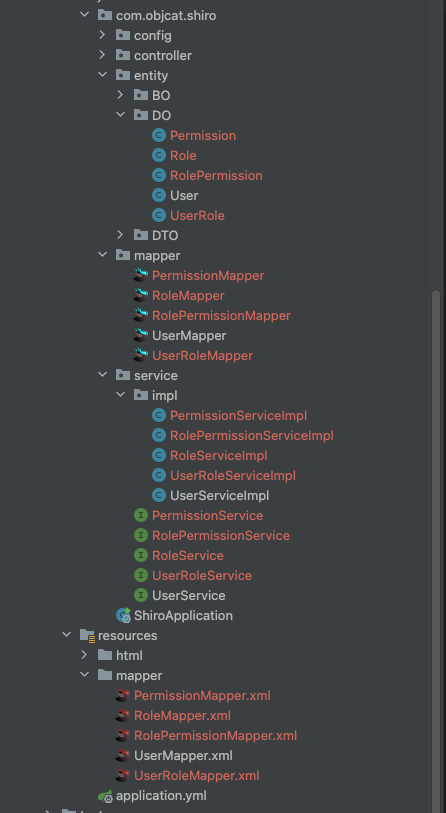 com.objcat.shiro
config
controller
entity
BO
DO
Permission
Role
RolePermission
User
UserRole
DTO
mapper
PermissionMapper
RoleMapper
RolePermissionMapper
UserMapper
UserRoleMapper
service
impl
PermissionServiceImpl
RolePermissionServiceImpl
RoleServiceImpl
UserRoleServiceImpl
UserServiceImpl
PermissionService
RolePermissionService
RoleService
UserRoleService
UserService
ShiroApplication
resources
html
mapper
PermissionMapper.xml
RoleMapper.xml
RolePermissionMapper.xml
UserMapper.xml
UserRoleMapper.xml
application.yml